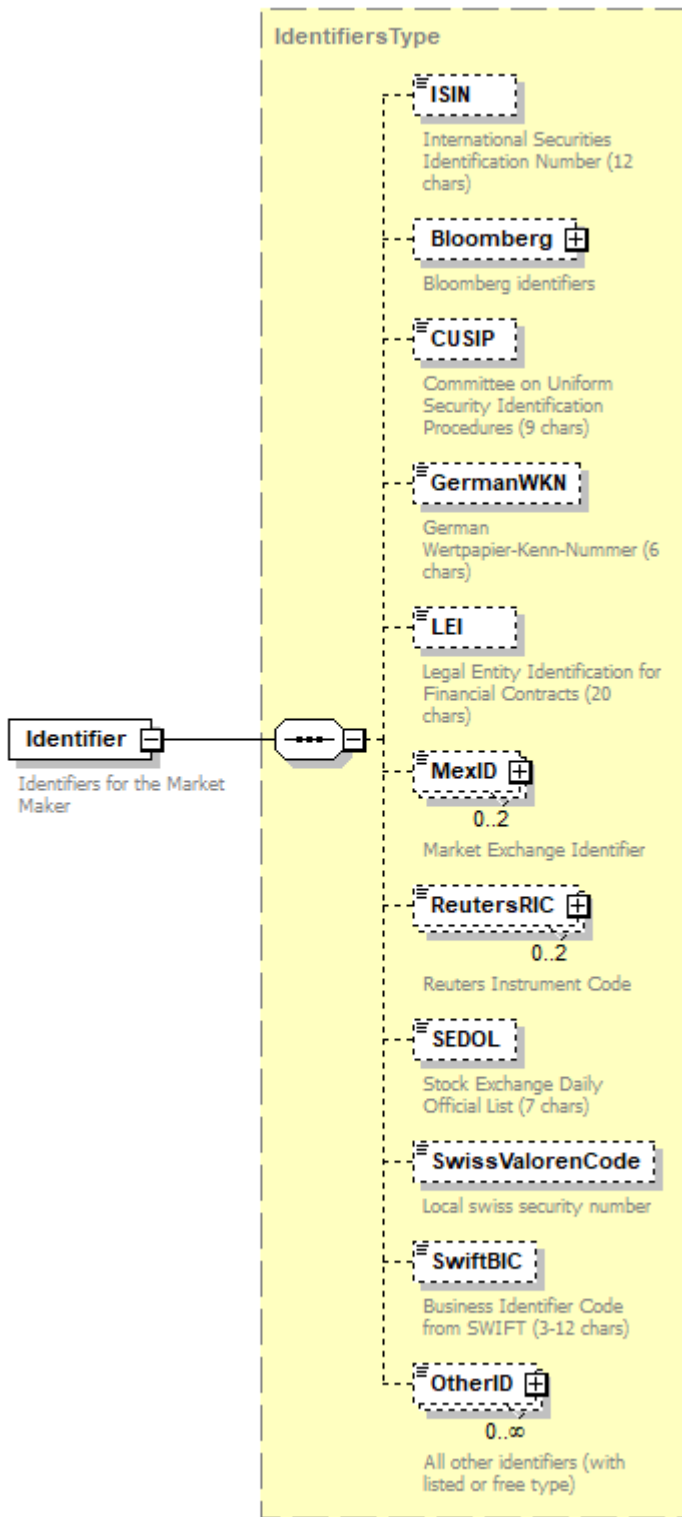 IdentifiersType
ISIN
International Securities
Identification Number (12
chars)
Bloomberg
Bloomberg identifiers
CUSIP
Committee on Uniform
Security Identification
Procedures (9 chars)
GermanWKN
German
Wertpapier-Kenn-Nummer (6
chars)
LEI
Legal Entity Identification for
Financial Contracts (20
chars)
Identifier
Identifiers for the Market
Maker
MexID
0..2
Market Exchange Identifier
ReutersRIC
0..2
Reuters Instrument Code
SEDOL
Stock Exchange Daily
Official List (7 chars)
SwissValorenCode
Local swiss security number
SwiftBIC
Business Identifier Code
from SWIFT (3-12 chars)
OtherID
0..∞
All other identifiers (with
listed or free type)